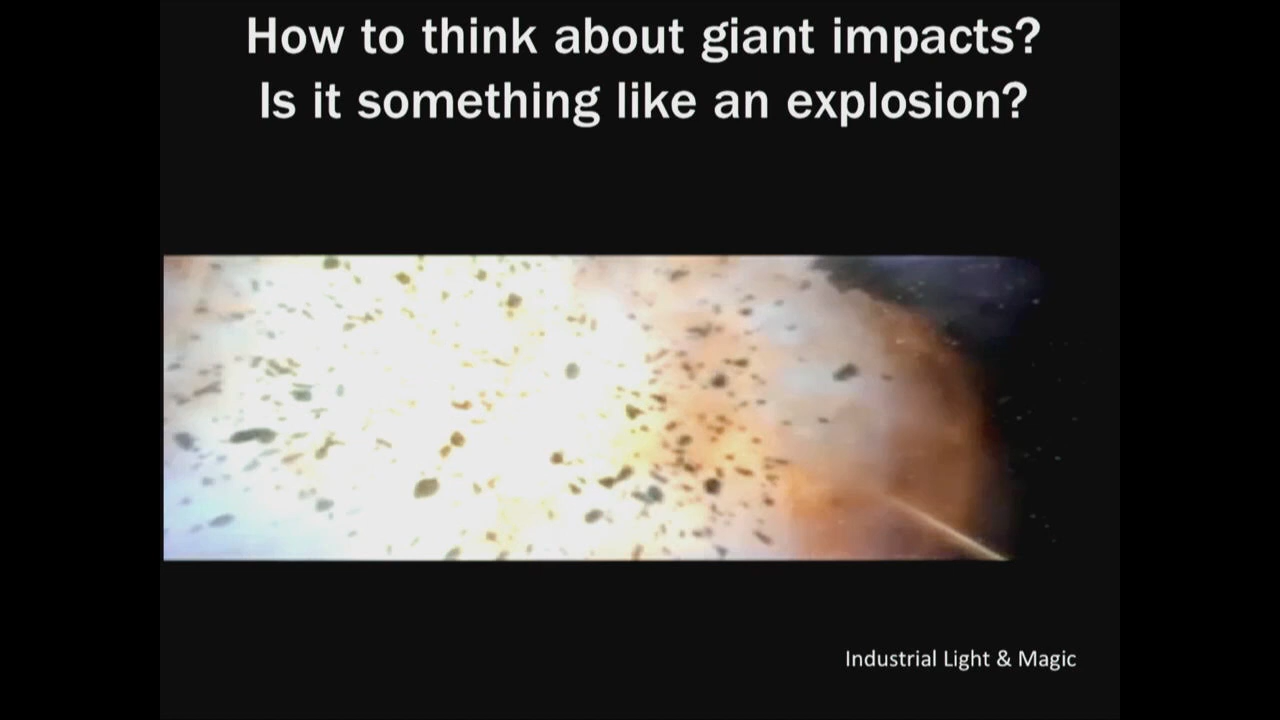 How to think about giant impacts?
Is it something like an explosion?
Industrial Light & Magic